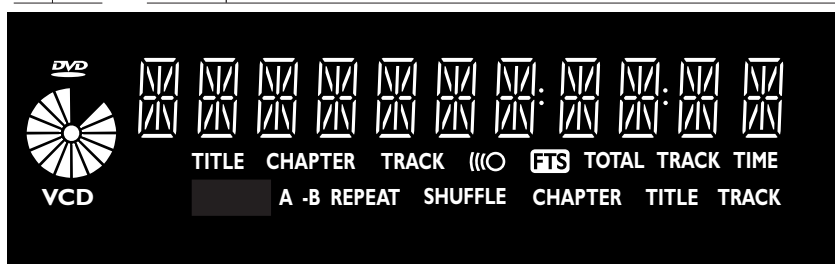 DVD
TITLE CHAPTER TRACK FTS TOTAL TRACK TIME
VCD A -B REPEAT SHUFFLE CHAPTER TITLE TRACK